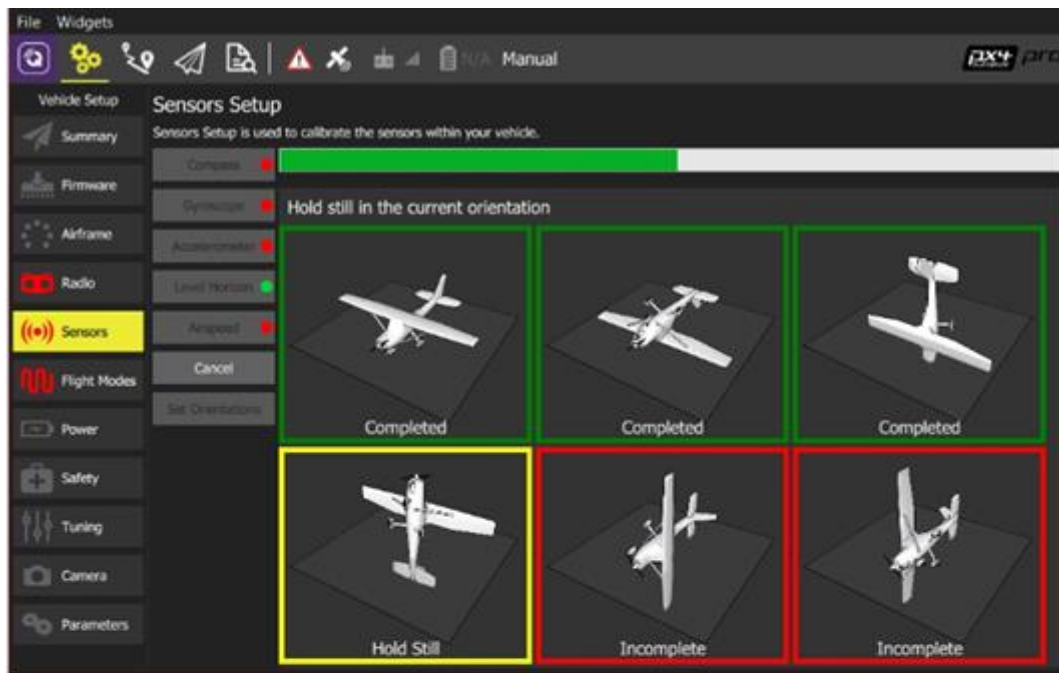 File Widgets
N/A Manual
px4 pro
Vehicle Setup
Sensors Setup
Summary
Sensors Setup is used to calibrate the sensors within your vehicle.
Compass
Firmware
Gyroscope
Hold still in the current orientation
Airframe
Accelerometer
Radio
Level Horizon
Sensors
Airspeed
Cancel
Flight Modes
Set Orientations
Power
Completed
Completed
Completed
Safety
Tuning
Camera
Parameters
Hold Still
Incomplete
Incomplete